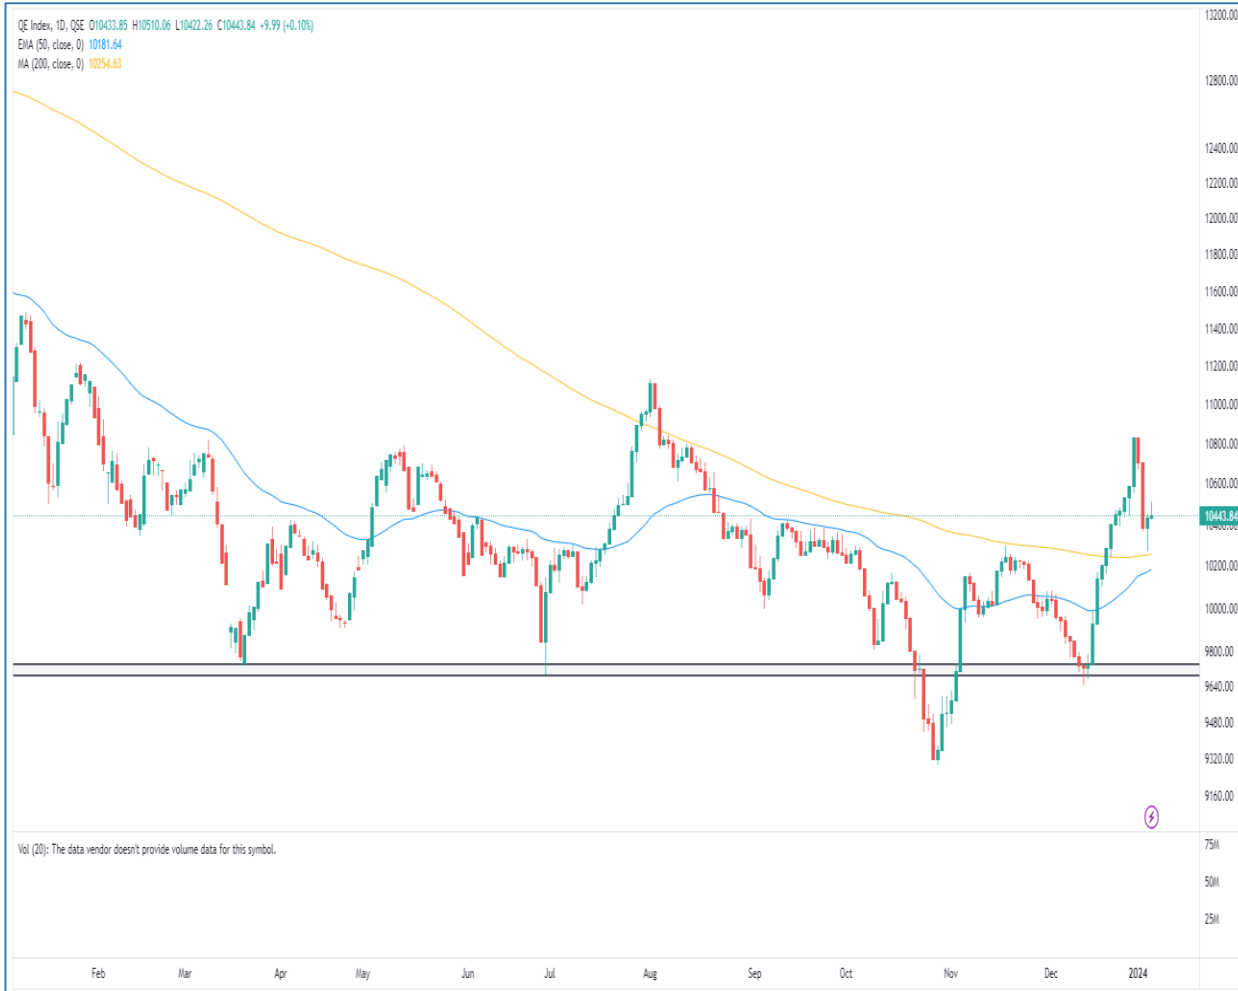 QE Index, 1D, QSE O10433.85 H10510.06 L10422.26 C10443.84 +9.99 (+0.10%)
EMA (50, close, 0) 10181.64
MA (200, close, 0) 10254.63
13200.00
12800.00
12400.00
12200.00
12000.00
11800.00
11600.00
11400.00
11200.00
11000.00
10800.00
10600.00
10443.84
10400.00
10200.00
10000.00
9800.00
9640.00
9480.00
9320.00
9160.00
Vol (20): The data vendor doesn't provide volume data for this symbol.
75M
50M
25M
Feb Mar Apr May Jun Jul Aug Sep Oct Nov Dec 2024